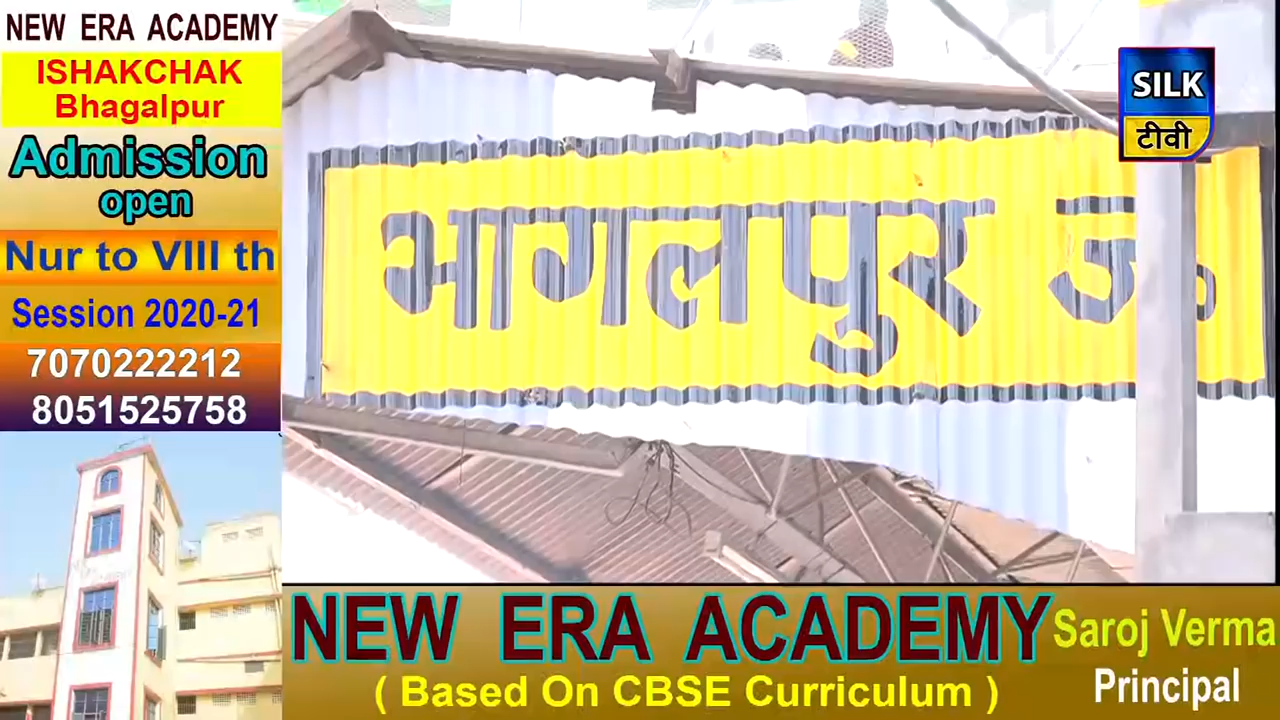 NEW ERA ACADEMY
ISHAKCHAK
Bhagalpur
Admission
open
Nur to VIII th
Session 2020-21
7070222212
8051525758
भागलपुर ज०
SILK
टीवी
NEW ERA ACADEMY
( Based On CBSE Curriculum )
Saroj Verma
Principal